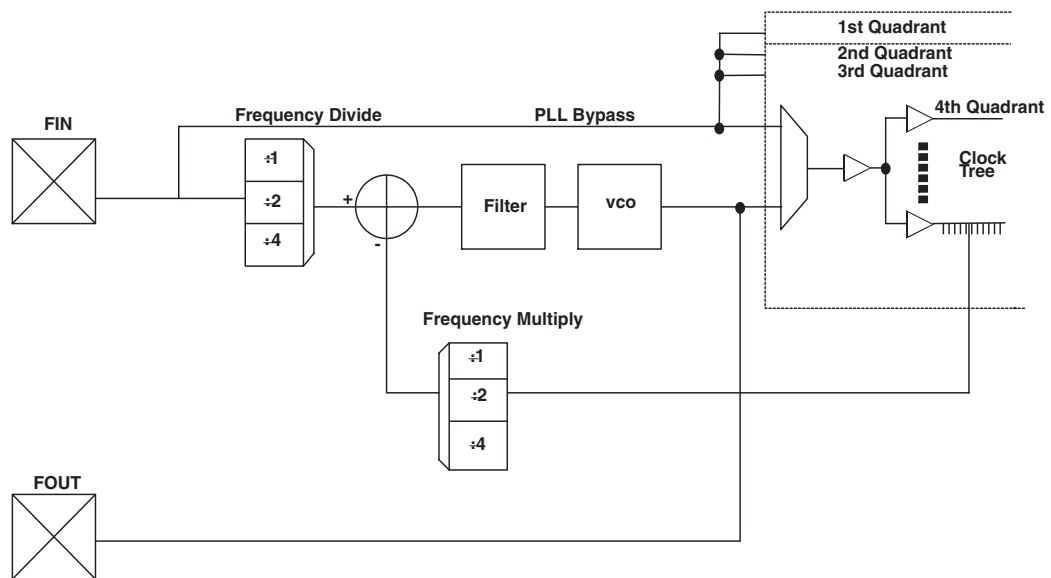 1st Quadrant
2nd Quadrant
3rd Quadrant
4th Quadrant
FIN
Frequency Divide
PLL Bypass
÷1
÷2
÷4
+
-
Filter
vco
Clock
Tree
Frequency Multiply
÷1
÷2
÷4
FOUT